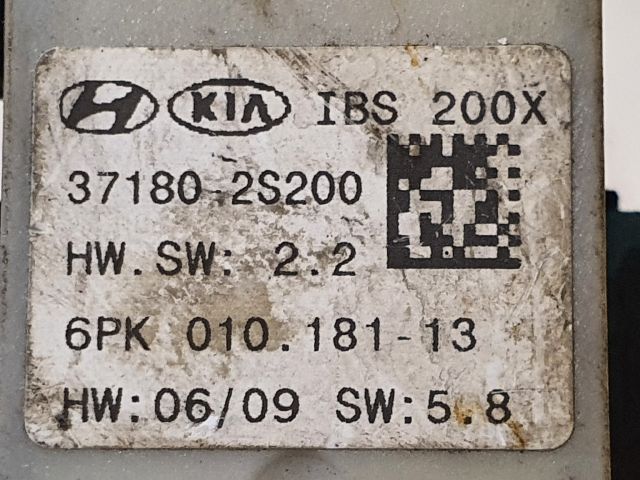 KIA IBS 200X
37180-2S200
HW.SW: 2.2
6PK 010.181-13
HW:06/09 SW:5.8